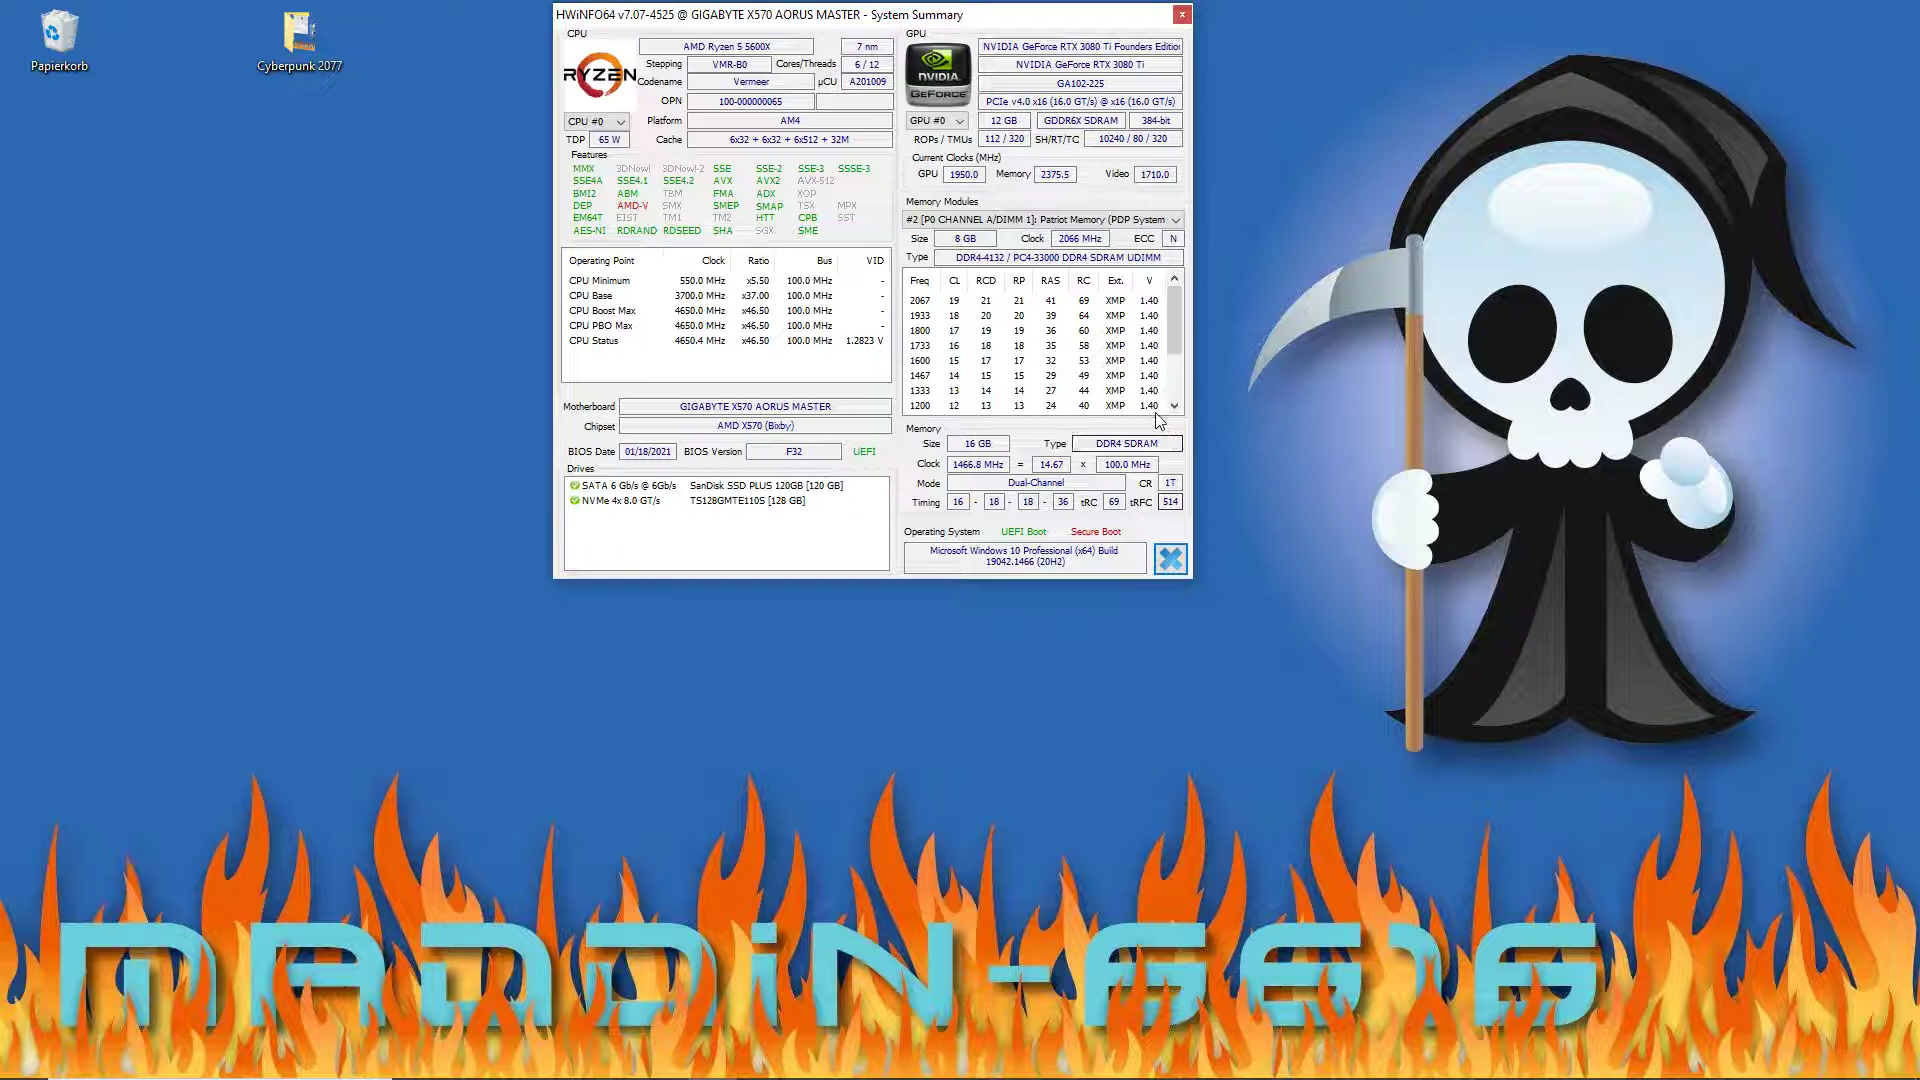 Papierkorb
Cyberpunk 2077
HWiNFO64 v7.07-4525 @ GIGABYTE X570 AORUS MASTER - System Summary
CPU
RYZEN
AMD Ryzen 5 5600X 7 nm
Stepping VMR-B0 Cores/Threads 6 / 12
Codename Vermeer µCU A201009
OPN 100-000000065
CPU #0 Platform AM4
TDP 65 W Cache 6x32 + 6x32 + 6x512 + 32M
Features
MMX 3DNow! 3DNow!-2 SSE SSE-2 SSE-3 SSSE-3
SSE4A SSE4.1 SSE4.2 AVX AVX2 AVX-512
BMI2 ABM TBM FMA ADX XOP
DEP AMD-V SMX SMEP SMAP TSX MPX
EM64T EIST TM1 TM2 HTT CPB SST
AES-NI RDRAND RDSEED SHA SGX SME
Operating Point Clock Ratio Bus VID
CPU Minimum 550.0 MHz x5.50 100.0 MHz -
CPU Base 3700.0 MHz x37.00 100.0 MHz -
CPU Boost Max 4650.0 MHz x46.50 100.0 MHz -
CPU PBO Max 4650.0 MHz x46.50 100.0 MHz -
CPU Status 4650.4 MHz x46.50 100.0 MHz 1.2823 V
Motherboard GIGABYTE X570 AORUS MASTER
Chipset AMD X570 (Bixby)
BIOS Date 01/18/2021 BIOS Version F32 UEFI
Drives
SATA 6 Gb/s @ 6Gb/s SanDisk SSD PLUS 120GB [120 GB]
NVMe 4x 8.0 GT/s TS128GMTE110S [128 GB]
GPU
NVIDIA GEFORCE
NVIDIA GeForce RTX 3080 Ti Founders Editior
NVIDIA GeForce RTX 3080 Ti
GA102-225
PCIe v4.0 x16 (16.0 GT/s) @ x16 (16.0 GT/s)
GPU #0 12 GB GDDR6X SDRAM 384-bit
ROPs / TMUs 112 / 320 SH/RT/TC 10240 / 80 / 320
Current Clocks (MHz)
GPU 1950.0 Memory 2375.5 Video 1710.0
Memory Modules
#2 [P0 CHANNEL A/DIMM 1]: Patriot Memory (PDP System
Size 8 GB Clock 2066 MHz ECC N
Type DDR4-4132 / PC4-33000 DDR4 SDRAM UDIMM
Freq CL RCD RP RAS RC Ext. V
2067 19 21 21 41 69 XMP 1.40
1933 18 20 20 39 64 XMP 1.40
1800 17 19 19 36 60 XMP 1.40
1733 16 18 18 35 58 XMP 1.40
1600 15 17 17 32 53 XMP 1.40
1467 14 15 15 29 49 XMP 1.40
1333 13 14 14 27 44 XMP 1.40
1200 12 13 13 24 40 XMP 1.40
Memory
Size 16 GB Type DDR4 SDRAM
Clock 1466.8 MHz = 14.67 x 100.0 MHz
Mode Dual-Channel CR 1T
Timing 16 - 18 - 18 - 36 tRC 69 tRFC 514
Operating System UEFI Boot Secure Boot
Microsoft Windows 10 Professional (x64) Build
19042.1466 (20H2)
MADDiN-6616